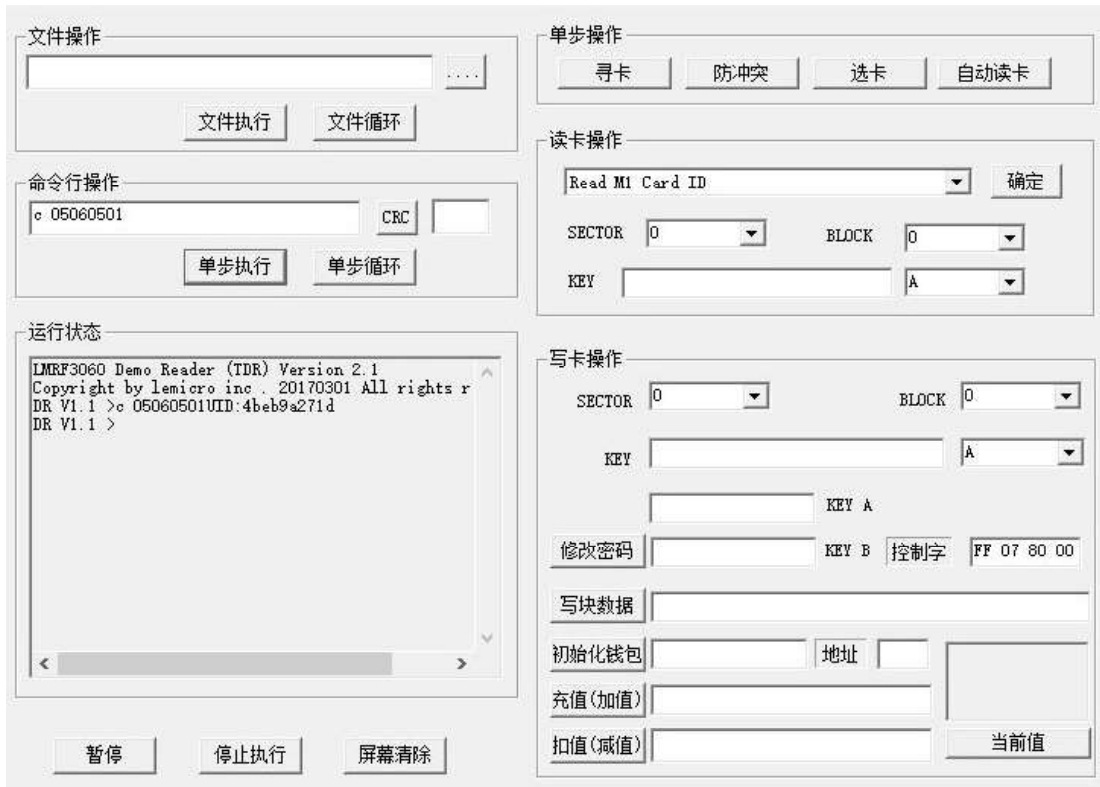 文件操作
....
文件执行 文件循环
命令行操作
c 05060501 CRC
单步执行 单步循环
运行状态
LMRF3060 Demo Reader (TDR) Version 2.1
Copyright by lemicro inc . 20170301 All rights r
DR V1.1 >c 05060501UID:4beb9a271d
DR V1.1 >
暂停 停止执行 屏幕清除
单步操作
寻卡 防冲突 选卡 自动读卡
读卡操作
Read M1 Card ID 确定
SECTOR 0 BLOCK 0
KEY A
写卡操作
SECTOR 0 BLOCK 0
KEY A
KEY A
修改密码 KEY B 控制字 FF 07 80 00
写块数据
初始化钱包 地址
充值(加值)
扣值(减值) 当前值